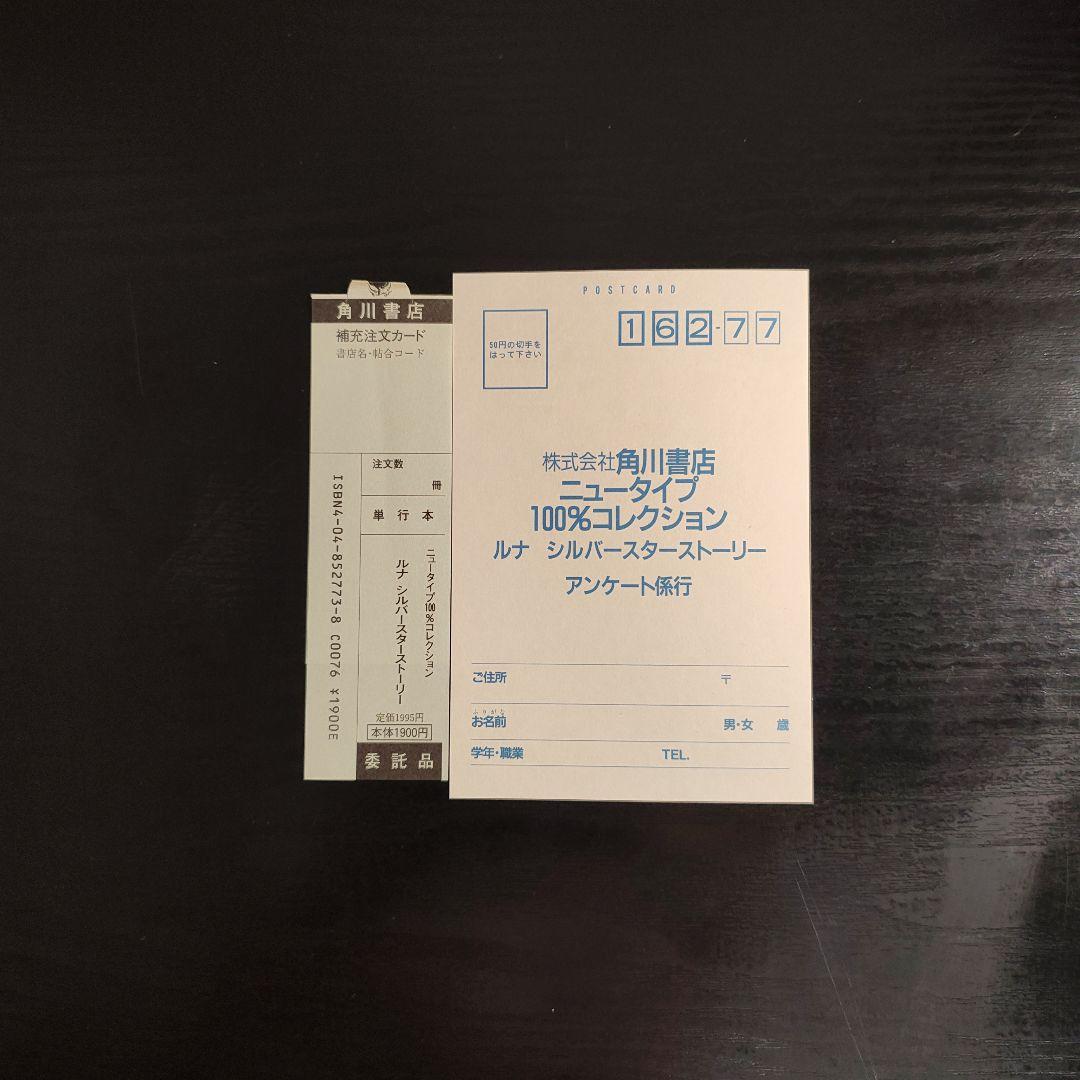 角川書店
補充注文カード
書店名・帖合コード
注文数
冊
単行本
ニュータイプ100%コレクション
ルナ シルバースターストーリー
定価1995円
本体1900円
委託品
ISBN4-04-852773-8 C0076 ¥1900E
POSTCARD
50円の切手を
はって下さい
162-77
株式会社角川書店
ニュータイプ
100%コレクション
ルナ シルバースターストーリー
アンケート係行
ご住所 〒
ふりがな
お名前 男・女 歳
学年・職業 TEL.